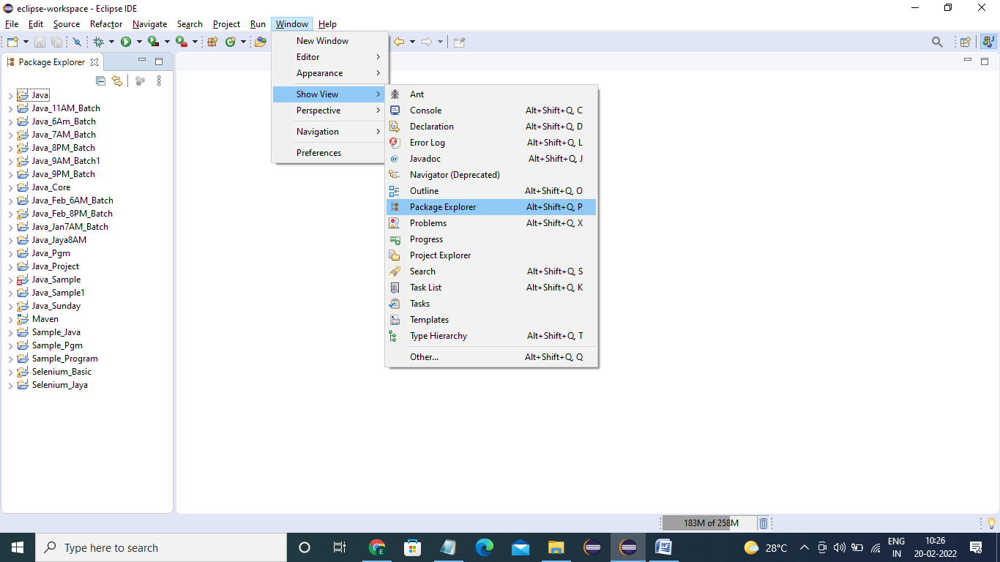 eclipse-workspace - Eclipse IDE
File Edit Source Refactor Navigate Search Project Run Window Help
Package Explorer
Java
Java_11AM_Batch
Java_6Am_Batch
Java_7AM_Batch
Java_8PM_Batch
Java_9AM_Batch1
Java_9PM_Batch
Java_Core
Java_Feb_6AM_Batch
Java_Feb_8PM_Batch
Java_Jan7AM_Batch
Java_Jaya8AM
Java_Pgm
Java_Project
Java_Sample
Java_Sample1
Java_Sunday
Maven
Sample_Java
Sample_Pgm
Sample_Program
Selenium_Basic
Selenium_Jaya
New Window
Editor
Appearance
Show View
Perspective
Navigation
Preferences
Ant
Console Alt+Shift+Q, C
Declaration Alt+Shift+Q, D
Error Log Alt+Shift+Q, L
Javadoc Alt+Shift+Q, J
Navigator (Deprecated)
Outline Alt+Shift+Q, O
Package Explorer Alt+Shift+Q, P
Problems Alt+Shift+Q, X
Progress
Project Explorer
Search Alt+Shift+Q, S
Task List Alt+Shift+Q, K
Tasks
Templates
Type Hierarchy Alt+Shift+Q, T
Other... Alt+Shift+Q, Q
183M of 258M
Type here to search
28°C
ENG
IN
10:26
20-02-2022